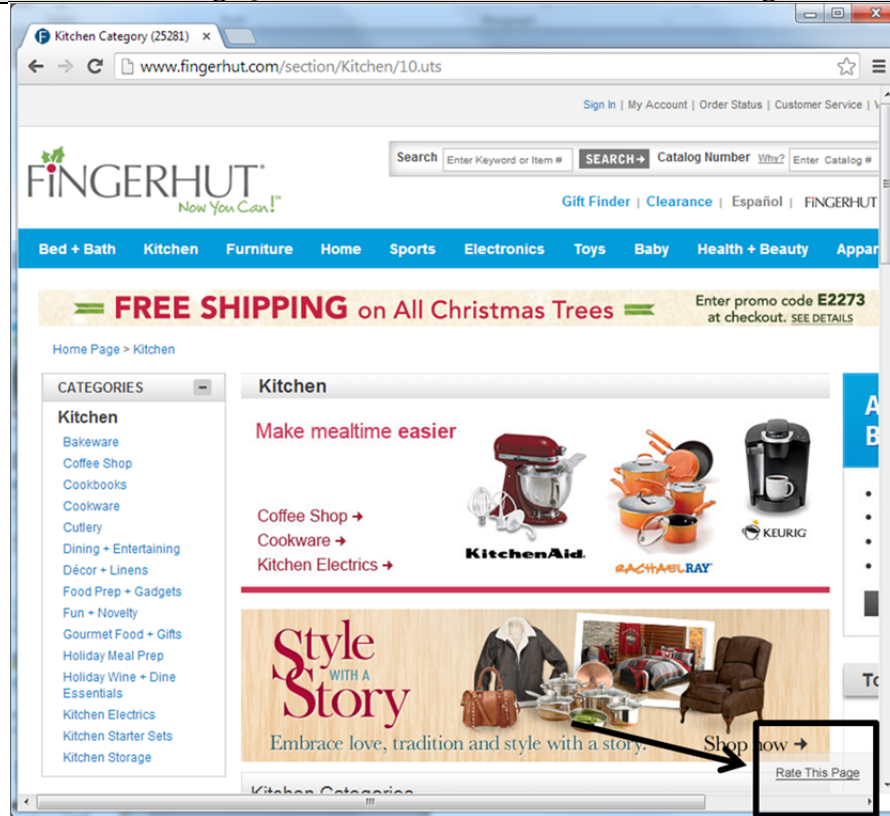 Kitchen Category (25281) ×
www.fingerhut.com/section/Kitchen/10.uts
Sign In | My Account | Order Status | Customer Service |
FINGERHUT
Now You Can!™
Search Enter Keyword or Item # SEARCH → Catalog Number Why? Enter Catalog #
Gift Finder | Clearance | Español | FINGERHUT
Bed + Bath Kitchen Furniture Home Sports Electronics Toys Baby Health + Beauty Appar
FREE SHIPPING on All Christmas Trees
Enter promo code E2273
at checkout. SEE DETAILS
Home Page > Kitchen
CATEGORIES
Kitchen
Bakeware
Coffee Shop
Cookbooks
Cookware
Cutlery
Dining + Entertaining
Décor + Linens
Food Prep + Gadgets
Fun + Novelty
Gourmet Food + Gifts
Holiday Meal Prep
Holiday Wine + Dine
Essentials
Kitchen Electrics
Kitchen Starter Sets
Kitchen Storage
Kitchen
Make mealtime easier
Coffee Shop →
Cookware →
Kitchen Electrics →
KitchenAid.
RACHAEL RAY
KEURIG
Style
WITH A
Story
Embrace love, tradition and style with a story.
Shop now →
Kitchen Categories
A
B
To
Rate This Page